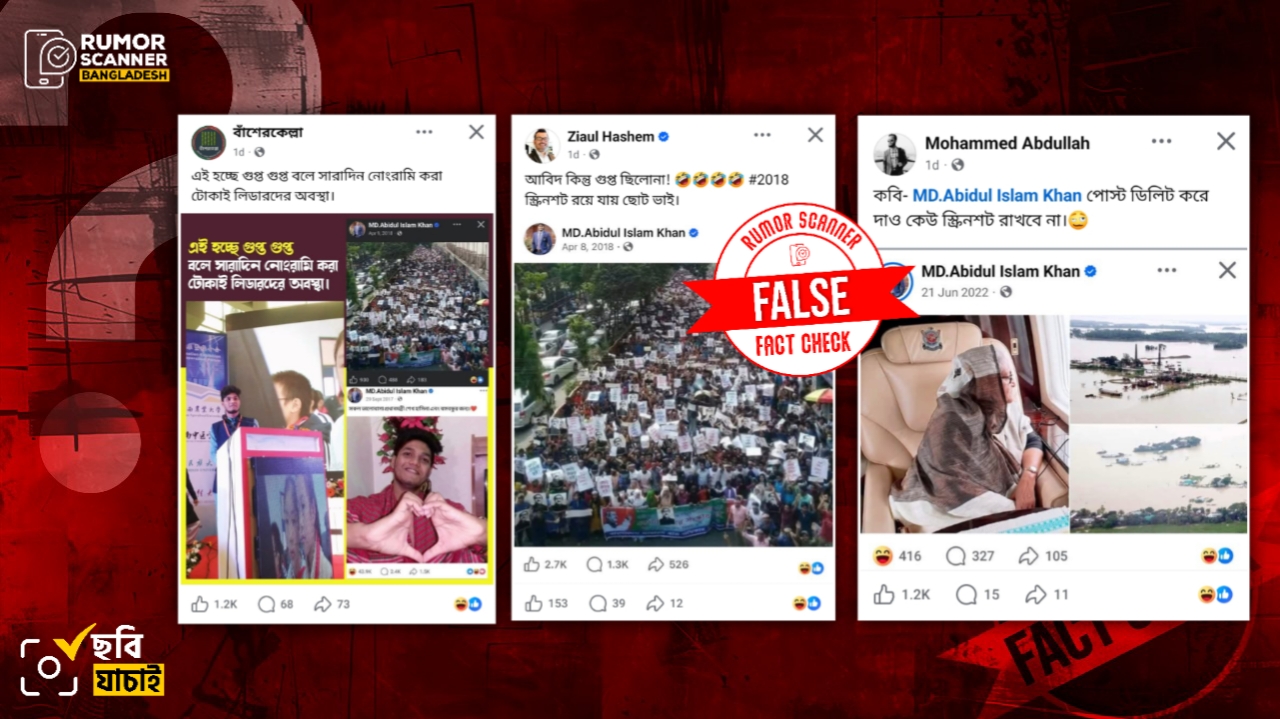 RUMOR
SCANNER
BANGLADESH
বাঁশেরকেল্লা
1d
এই হচ্ছে গুপ্ত গুপ্ত বলে সারাদিন নোংরামি করা
টোকাই লিডারদের অবস্থা।
এই হচ্ছে গুপ্ত গুপ্ত
বলে সারাদিন নোংরামি করা
টোকাই লিডারদের অবস্থা।
MD.Abidul Islam Khan
MD.Abidul Islam Khan
1.2K 68 73
Ziaul Hashem
1d
আবিদ কিন্তু গুপ্ত ছিলোনা! 🤣🤣🤣🤣 #2018
স্ক্রিনশট রয়ে যায় ছোট ভাই।
MD.Abidul Islam Khan
Apr 8, 2018
2.7K 1.3K 526
153 39 12
RUMOR SCANNER
FALSE
FACT CHECK
Mohammed Abdullah
1d
কবি- MD.Abidul Islam Khan পোস্ট ডিলিট করে
দাও কেউ স্ক্রিনশট রাখবে না।
MD.Abidul Islam Khan
21 Jun 2022
416 327 105
1.2K 15 11
ছবি
যাচাই